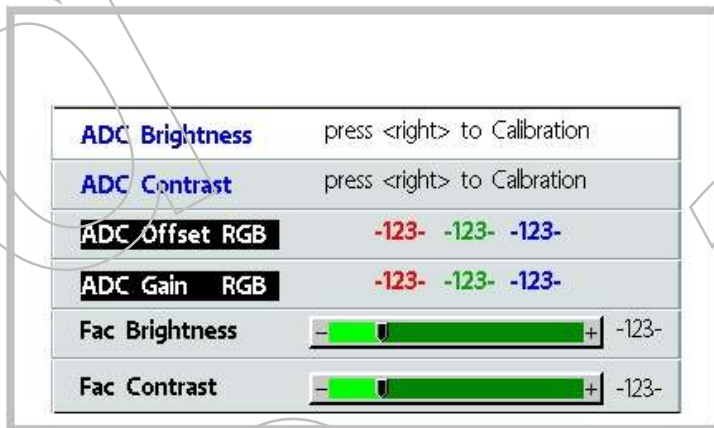 ADC Brightness press <right> to Calibration
ADC Contrast press <right> to Calbration
ADC Offset RGB -123- -123- -123-
ADC Gain RGB -123- -123- -123-
Fac Brightness - + -123-
Fac Contrast - + -123-